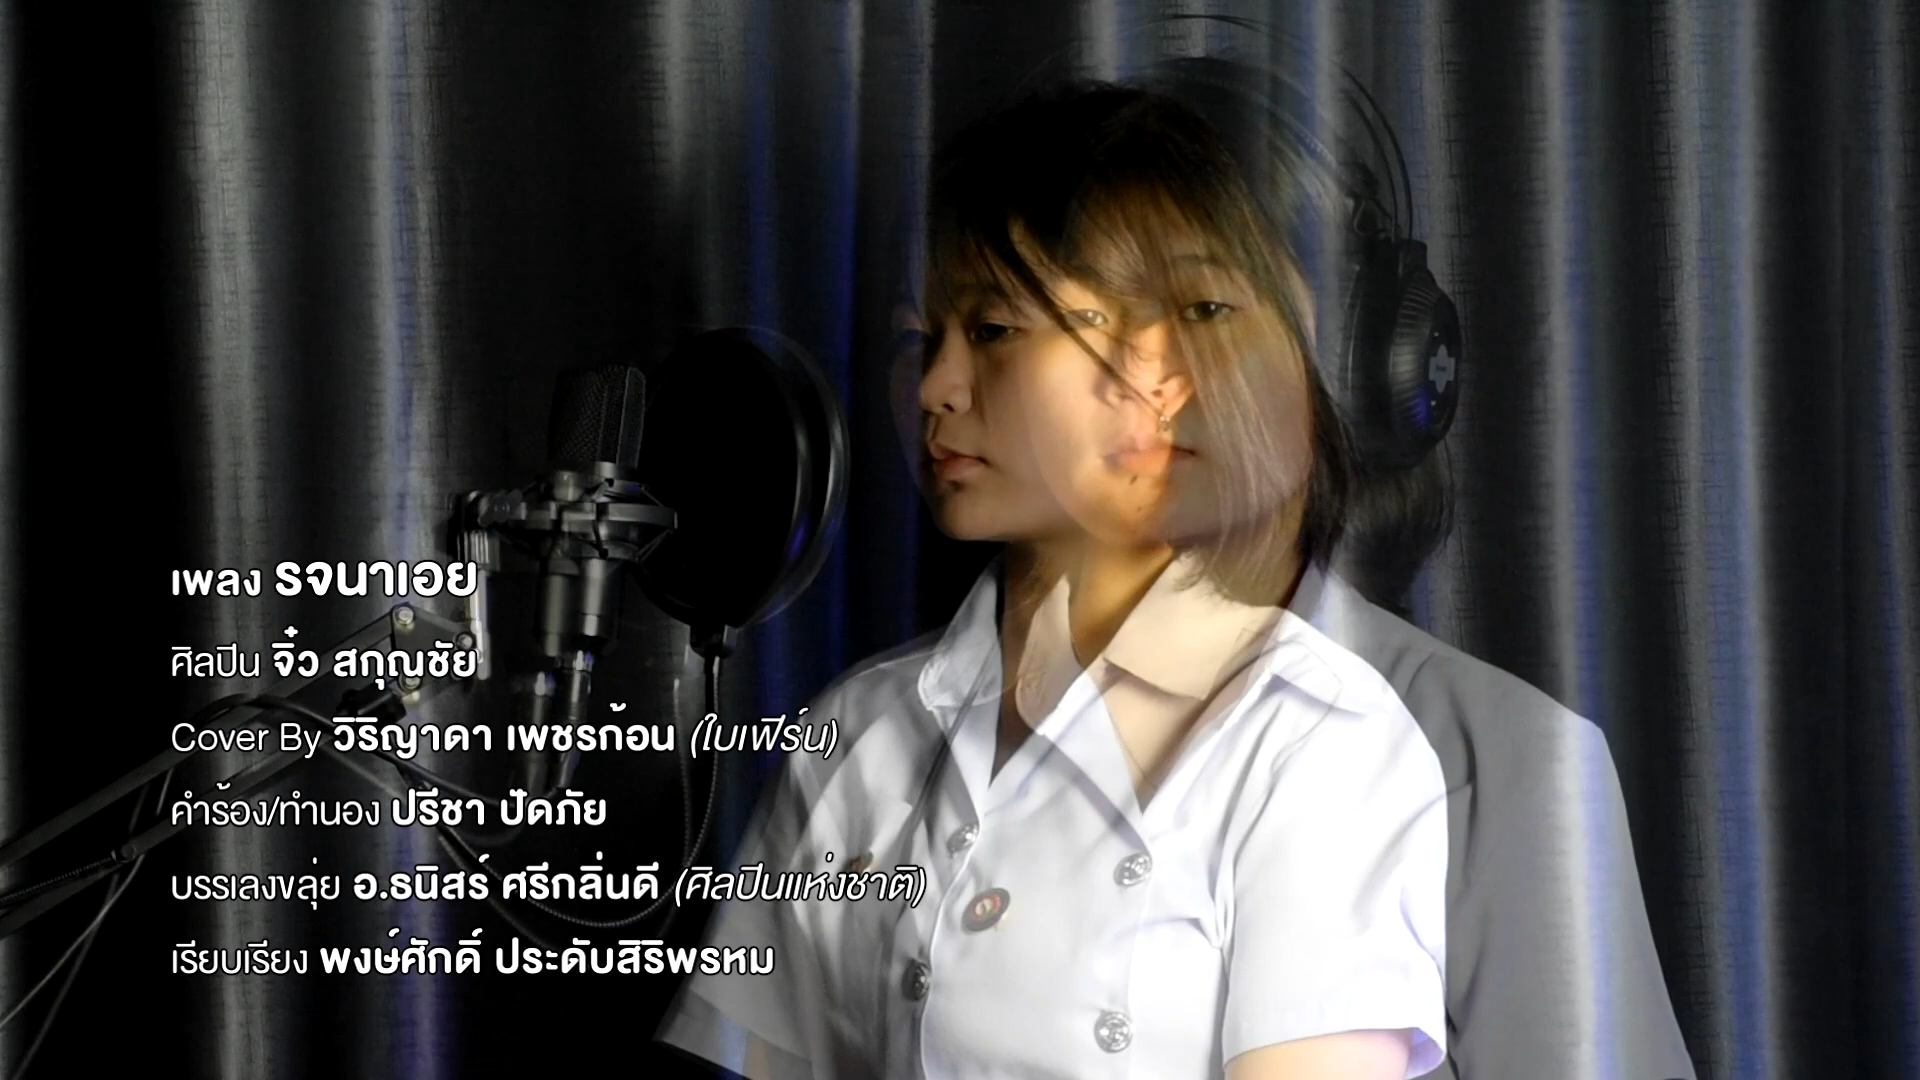 เพลง รจนาเอย
ศิลปิน จิ๋ว สกุณชัย
Cover By วิริญาดา เพชรก้อน (ใบเฟิร์น)
คำร้อง/ทำนอง ปรีชา ปัดภัย
บรรเลงขลุ่ย อ.ธนิสร์ ศรีกลิ่นดี (ศิลปินแห่งชาติ)
เรียบเรียง พงษ์ศักดิ์ ประดับสิริพรหม